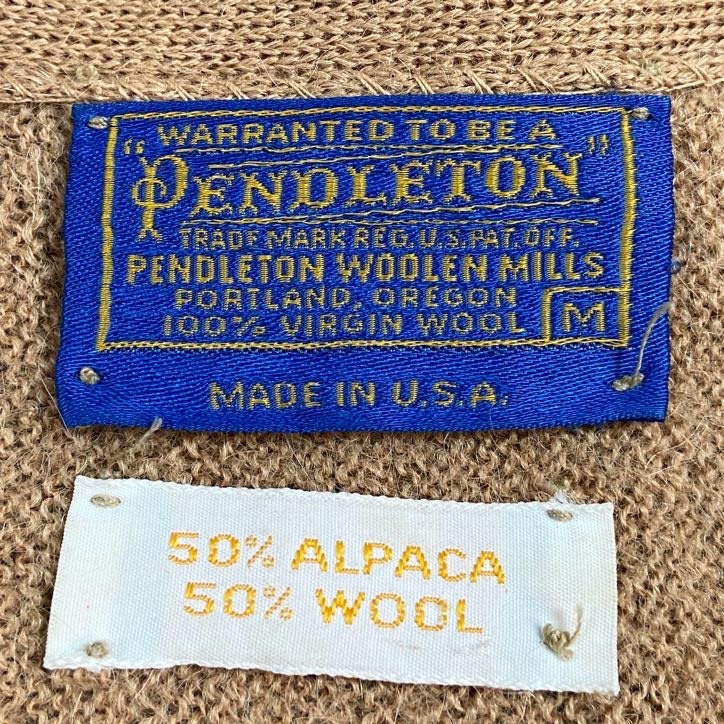 WARRANTED TO BE A
"PENDLETON"
TRADE MARK REG. U.S. PAT. OFF.
PENDLETON WOOLEN MILLS
PORTLAND, OREGON
100% VIRGIN WOOL M
MADE IN U.S.A.
50% ALPACA
50% WOOL